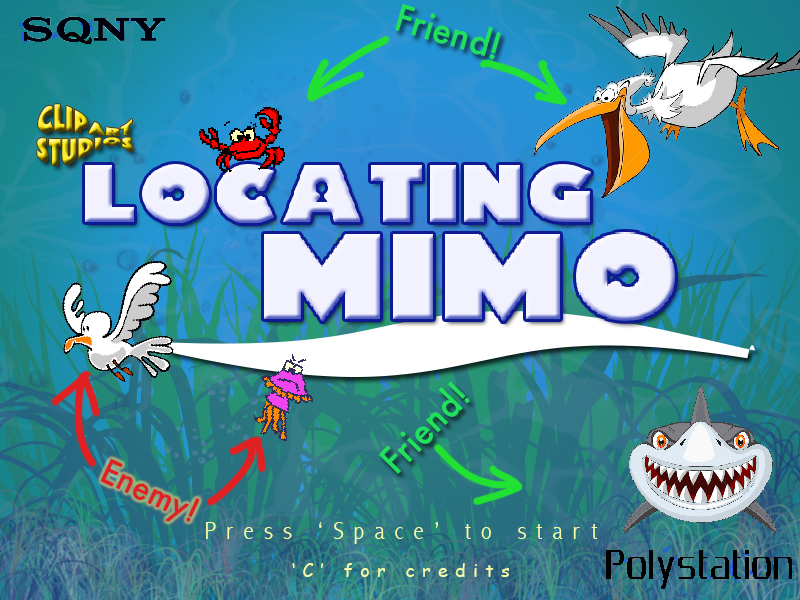 SQNY
Friend!
CLIP ART
STUDIOS
LOCATING
MIMO
Friend!
Enemy!
Press ‘Space’ to start
‘C’ for credits
Polystation